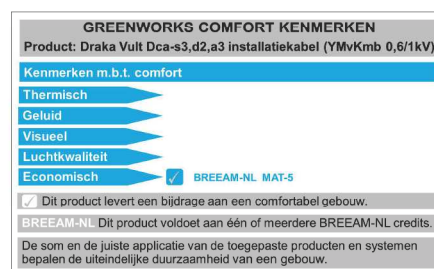 GREENWORKS COMFORT KENMERKEN
Product: Draka Vult Dca-s3,d2,a3 installatiekabel (YMvKmb 0,6/1kV)
Kenmerken m.b.t. comfort
Thermisch
Geluid
Visueel
Luchtkwaliteit
Economisch BREEAM-NL MAT-5
Dit product levert een bijdrage aan een comfortabel gebouw.
BREEAM-NL Dit product voldoet aan één of meerdere BREEAM-NL credits.
De som en de juiste applicatie van de toegepaste producten en systemen
bepalen de uiteindelijke duurzaamheid van een gebouw.